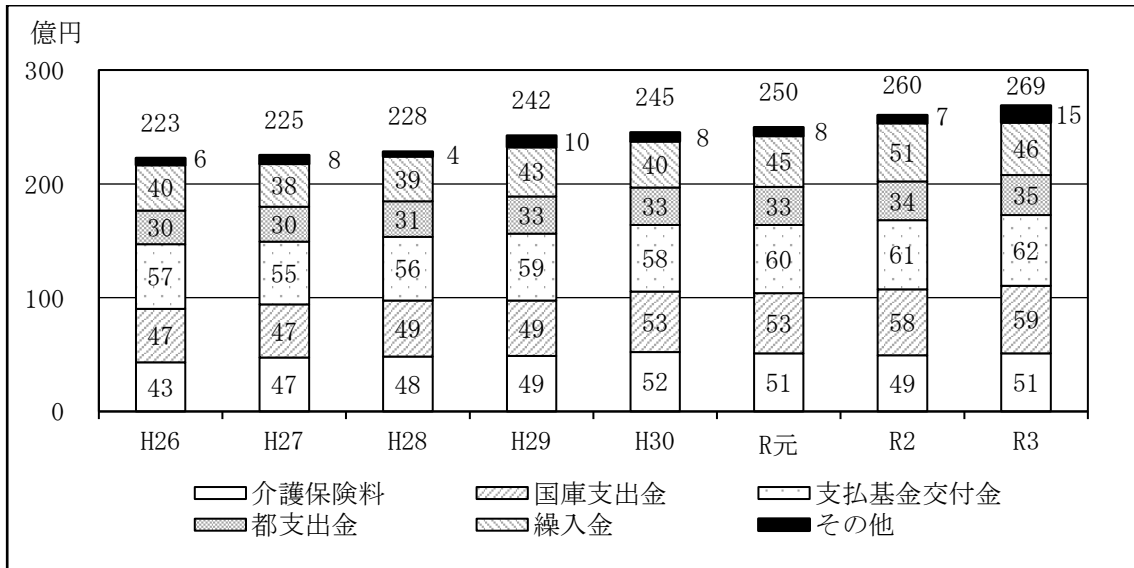 億円
300
200
100
0
223 225 228 242 245 250 260 269
6 8 4 10 8 8 7 15
40 38 39 43 40 45 51 46
30 30 31 33 33 33 34 35
57 55 56 59 58 60 61 62
47 47 49 49 53 53 58 59
43 47 48 49 52 51 49 51
H26 H27 H28 H29 H30 R元 R2 R3
介護保険料 国庫支出金 支払基金交付金
都支出金 繰入金 その他